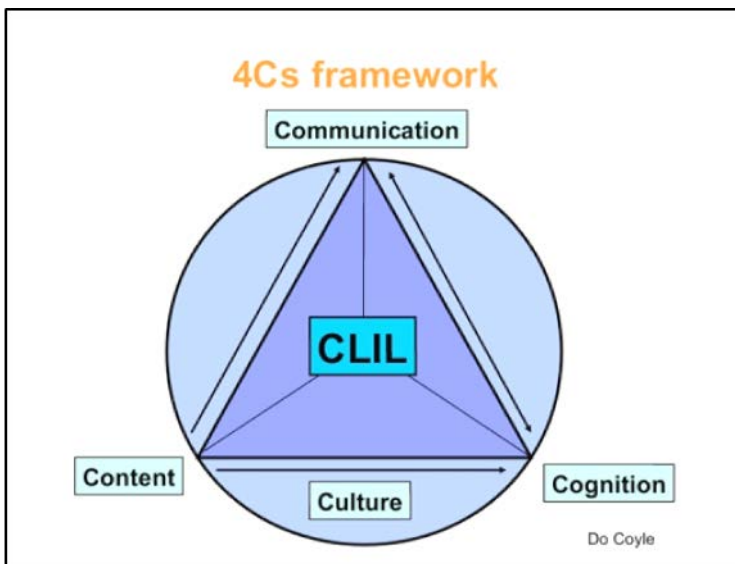 4Cs framework
Communication
CLIL
Content
Culture
Cognition
Do Coyle